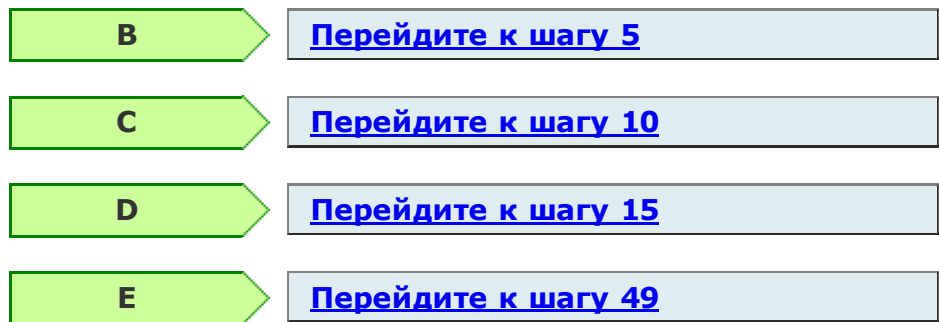 B Перейдите к шагу 5
C Перейдите к шагу 10
D Перейдите к шагу 15
E Перейдите к шагу 49